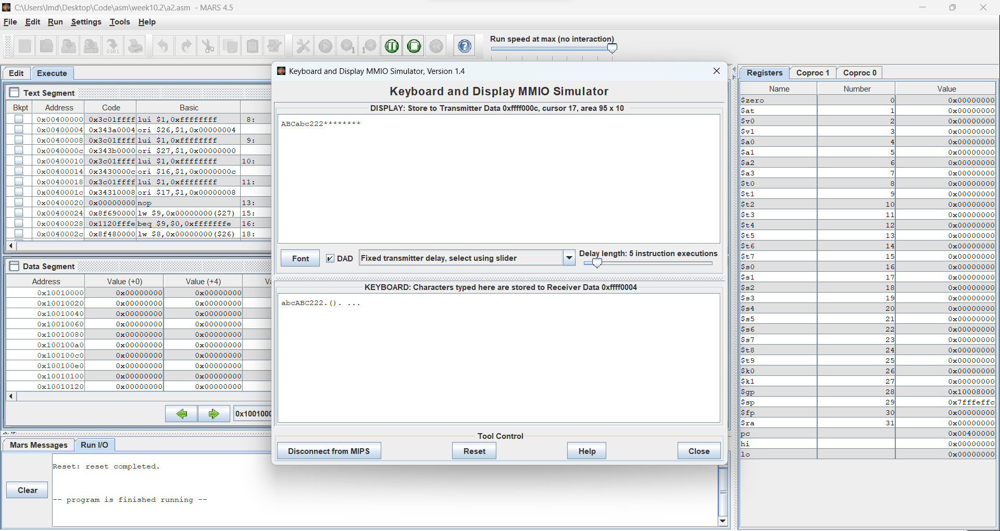 C:\Users\lmd\Desktop\Code\asm\week10.2\a2.asm - MARS 4.5
File Edit Run Settings Tools Help
Run speed at max (no interaction)
Edit Execute
Text Segment
Bkpt Address Code Basic
0x00400000 0x3c01ffff lui $1,0xffffffff 8:
0x00400004 0x343a0004 ori $26,$1,0x00000004
0x00400008 0x3c01ffff lui $1,0xffffffff 9:
0x0040000c 0x343b0000 ori $27,$1,0x00000000
0x00400010 0x3c01ffff lui $1,0xffffffff 10:
0x00400014 0x3430000c ori $16,$1,0x0000000c
0x00400018 0x3c01ffff lui $1,0xffffffff 11:
0x0040001c 0x34310008 ori $17,$1,0x00000008
0x00400020 0x00000000 nop 13:
0x00400024 0x8f690000 lw $9,0x00000000($27) 15:
0x00400028 0x1120fffe beq $9,$0,0xfffffffe 16:
0x0040002c 0x8f480000 lw $8,0x00000000($26) 18:
Data Segment
Address Value (+0) Value (+4) Va
0x10010000 0x00000000 0x00000000
0x10010020 0x00000000 0x00000000
0x10010040 0x00000000 0x00000000
0x10010060 0x00000000 0x00000000
0x10010080 0x00000000 0x00000000
0x100100a0 0x00000000 0x00000000
0x100100c0 0x00000000 0x00000000
0x100100e0 0x00000000 0x00000000
0x10010100 0x00000000 0x00000000
0x10010120 0x00000000 0x00000000
0x1001000
Mars Messages Run I/O
Reset: reset completed.
Clear
-- program is finished running --
Keyboard and Display MMIO Simulator, Version 1.4
Keyboard and Display MMIO Simulator
DISPLAY: Store to Transmitter Data 0xffff000c, cursor 17, area 95 x 10
ABCabc222********
Font DAD Fixed transmitter delay, select using slider Delay length: 5 instruction executions
KEYBOARD: Characters typed here are stored to Receiver Data 0xffff0004
abcABC222.(). ...
Tool Control
Disconnect from MIPS Reset Help Close
Registers Coproc 1 Coproc 0
Name Number Value
$zero 0 0x00000000
$at 1 0x00000000
$v0 2 0x00000000
$v1 3 0x00000000
$a0 4 0x00000000
$a1 5 0x00000000
$a2 6 0x00000000
$a3 7 0x00000000
$t0 8 0x00000000
$t1 9 0x00000000
$t2 10 0x00000000
$t3 11 0x00000000
$t4 12 0x00000000
$t5 13 0x00000000
$t6 14 0x00000000
$t7 15 0x00000000
$s0 16 0x00000000
$s1 17 0x00000000
$s2 18 0x00000000
$s3 19 0x00000000
$s4 20 0x00000000
$s5 21 0x00000000
$s6 22 0x00000000
$s7 23 0x00000000
$t8 24 0x00000000
$t9 25 0x00000000
$k0 26 0x00000000
$k1 27 0x00000000
$gp 28 0x10008000
$sp 29 0x7fffeffc
$fp 30 0x00000000
$ra 31 0x00000000
pc 0x00400000
hi 0x00000000
lo 0x00000000